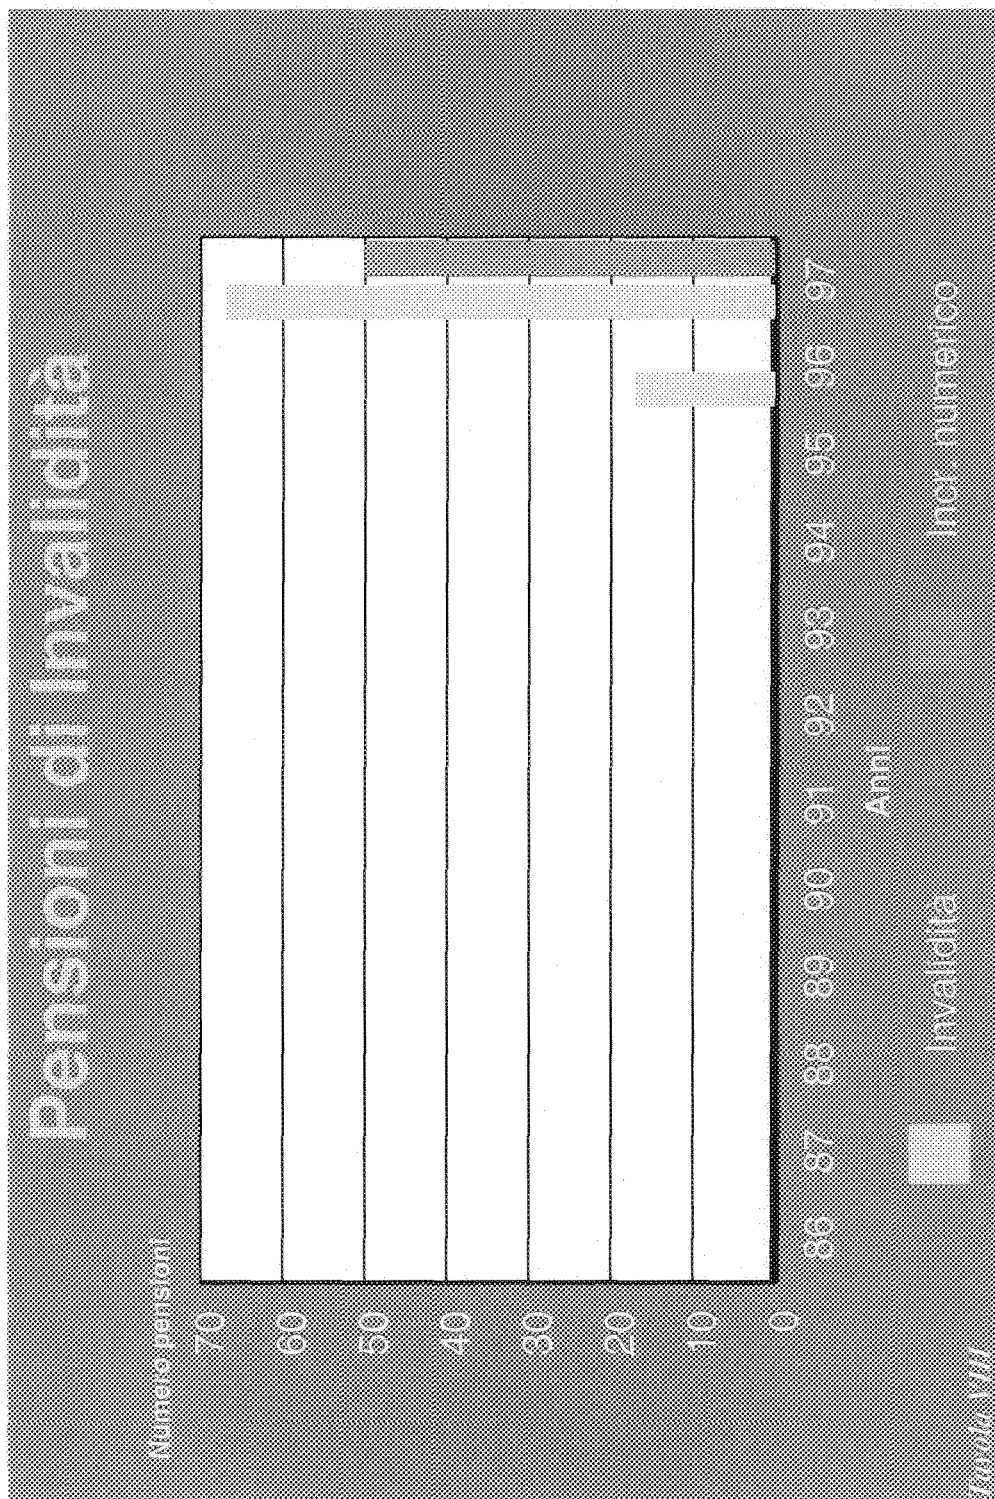 Pensioni di Invalidità
Numero pensioni
70
60
50
40
30
20
10
0
86 87 88 89 90 91 92 93 94 95 96 97
Anni
Invalidità Incr. numerico
Tavola VIII